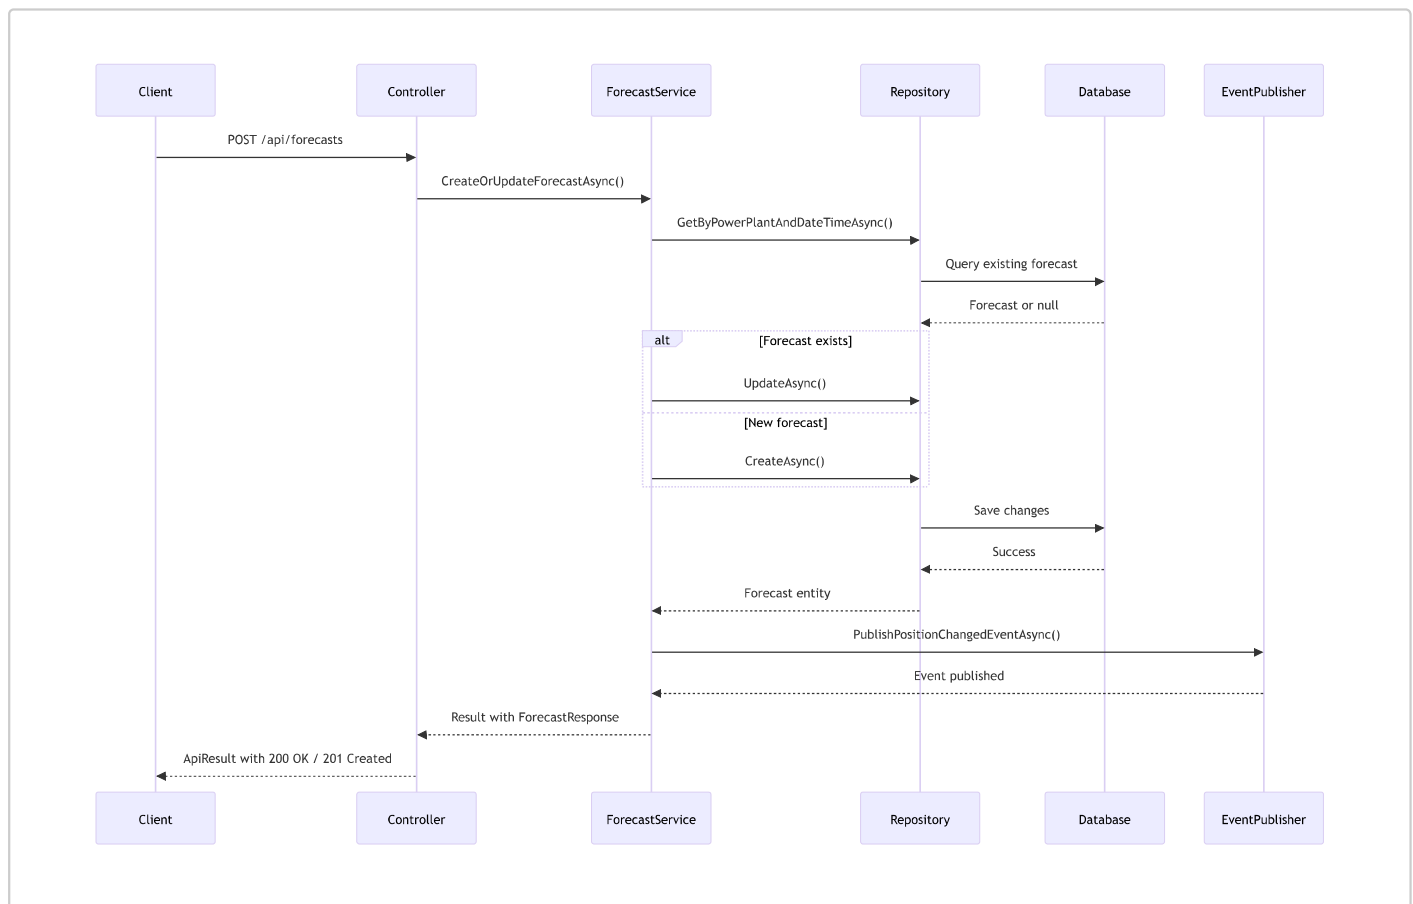 Client
Controller
ForecastService
Repository
Database
EventPublisher
POST /api/forecasts
CreateOrUpdateForecastAsync()
GetByPowerPlantAndDateTimeAsync()
Query existing forecast
Forecast or null
alt
[Forecast exists]
UpdateAsync()
[New forecast]
CreateAsync()
Save changes
Success
Forecast entity
PublishPositionChangedEventAsync()
Event published
Result with ForecastResponse
ApiResult with 200 OK / 201 Created
Client
Controller
ForecastService
Repository
Database
EventPublisher